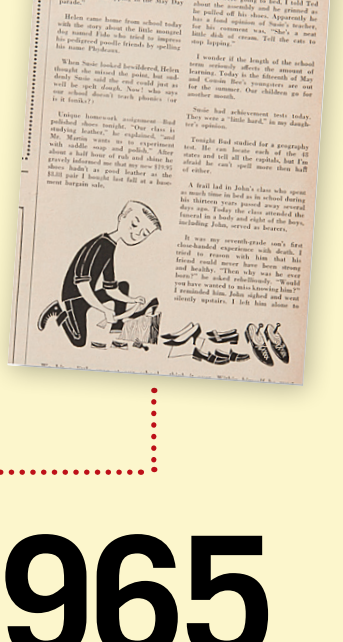 parade."
Helen came home from school today
with the story about the little mongrel
dog named Fido who tried to impress
his pedigreed poodle friends by spelling
his name Phydeaux.
When Susie looked bewildered, Helen
thought she missed the point, but sud-
denly Susie said the end could just as
well be spelt slough. Now! who says
our school doesn't teach phonics (or
is it foniks?)
Unique homework assignment—Bud
polished shoes tonight. "Our class is
studying leather," he explained, "and
Mr. Martin wants us to experiment
with saddle soap and polish." After
about a half hour of rub and shine he
gravely informed me that my new $19.95
shoes hadn't as good leather as the
$8.88 pair I bought last fall at a base-
ment bargain sale.
to bed, I told Ted
about the assembly and he grinned as
he pulled off his shoes. Apparently he
has a fond opinion of Susie's teacher,
for his comment was, "She's a neat
little dish of cream. Tell the cats to
stop lapping."
I wonder if the length of the school
term seriously affects the amount of
learning. Today is the fifteenth of May
and Cousin Bee's youngsters are out
for the summer. Our children go for
another month.
Susie had achievement tests today.
They were a "little hard," in my daugh-
ter's opinion.
Tonight Bud studied for a geography
test. He can locate each of the 48
states and tell all the capitals, but I'm
afraid he can't spell more then half
of either.
A frail lad in John's class who spent
as much time in bed as in school during
his thirteen years passed away several
days ago. Today the class attended the
funeral in a body and eight of the boys,
including John, served as bearers.
It was my seventh-grade son's first
close-handed experience with death. I
tried to reason with him that his
friend could never have been strong
and healthy. "Then why was he ever
born?" he asked rebelliously. "Would
you have wanted to miss knowing him?"
I reminded him. John sighed and went
silently upstairs. I left him alone to
965